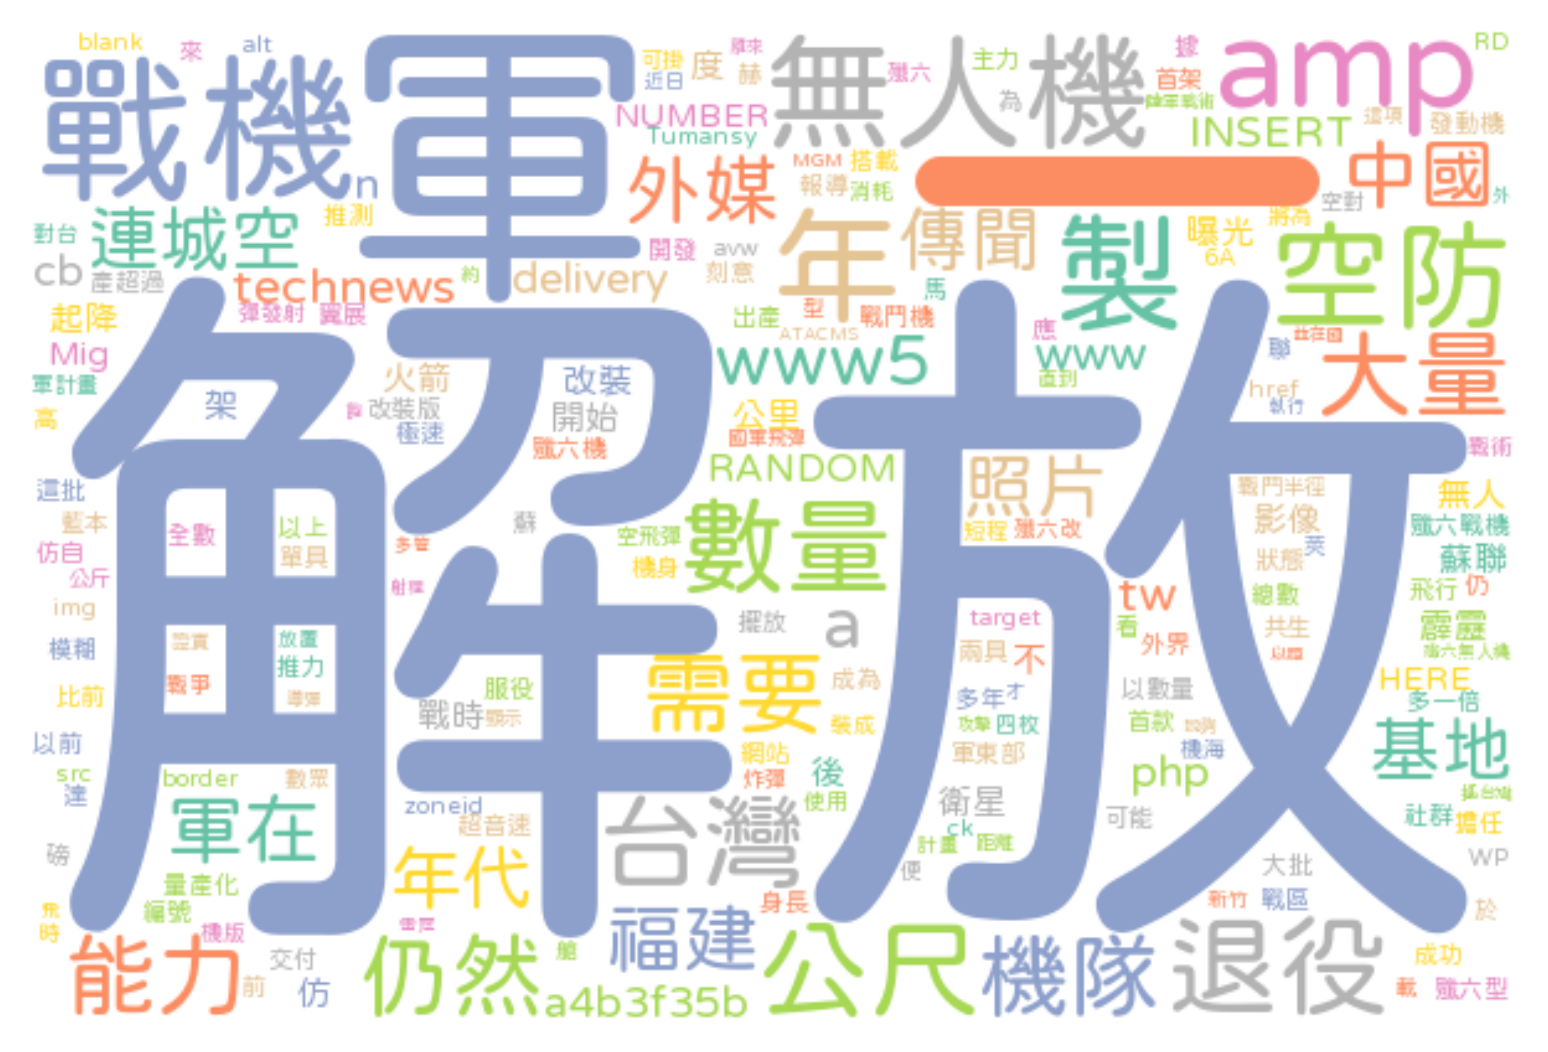 blank
來
alt
戰機
軍
n
可掛
近日
度
赫
無人機
殲六
主力
為
據
首架
amp
RD
NUMBER
Tumansy
外媒
MGM
搭載
報導
消耗
一
INSERT
這項
發動機
中國
外
對台
連城空
推測
cb
產超過
technews
約
delivery
開發
avw
刻意
年
傳聞
馬
製
曝光
6A
將為
空對
空防
起降
彈發射
翼展
Mig
軍計畫
高
架
火箭
改裝版
極速
改裝
開始
殲六機
出產
型
戰鬥機
ATACMS
www5
公里
國軍飛彈
RANDOM
應
www
直到
聯
href
執行
大量
解放
這批
藍本
仿自
公斤
img
模糊
比前
以前
src
達
磅
全數
以上
單具
放置
推力
戰爭
導彈
多管
蘇
空飛彈
機身
數量
照片
短程
殲六改
戰鬥半徑
影像
狀態
戰術
無人
殲六戰機
蘇聯
飛行
仍
霹靂
殲六無人機
總數
共生
tw
看
外界
target
兩具
不
多年
才
攻擊
四枚
軍東部
擺放
a
需要
成為
裝成
網站
炸彈
後
使用
服役
戰時
顯示
以數量
首款
機海
php
可能
HERE
多一倍
基地
社群
擔任
WP
border
數眾
軍在
量產化
編號
機版
zoneid
超音速
年代
台灣
衛星
ck
計畫
距離
便
大批
新竹
戰區
於
飛
時
能力
前
交付
仿
仍然
a4b3f35b
福建
身長
公尺
機隊
退役
成功
載
殲六型